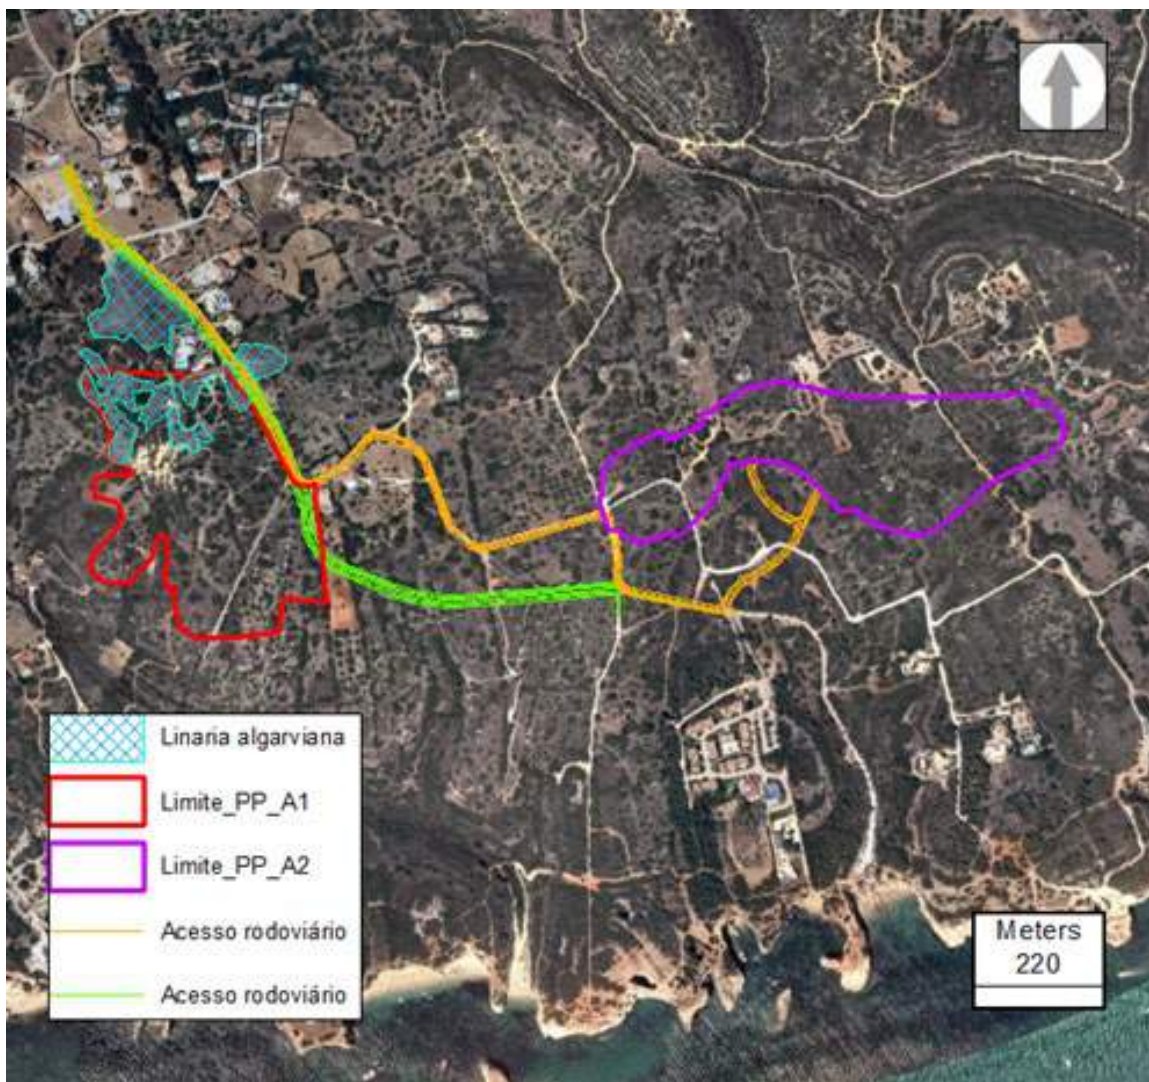 Linaria algarviana
Limite_PP_A1
Limite_PP_A2
Acesso rodoviário
Acesso rodoviário
Meters
220